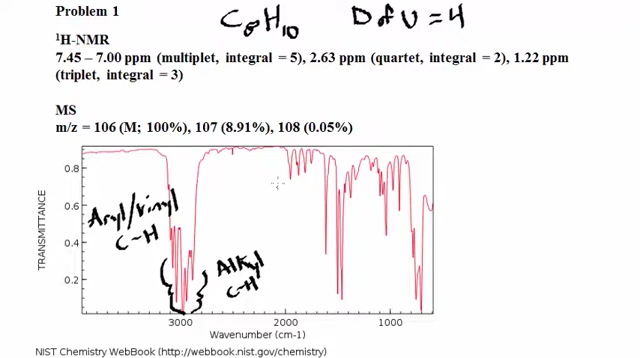 Problem 1
C8H10 D of U = 4
¹H-NMR
7.45 – 7.00 ppm (multiplet, integral = 5), 2.63 ppm (quartet, integral = 2), 1.22 ppm
(triplet, integral = 3)
MS
m/z = 106 (M; 100%), 107 (8.91%), 108 (0.05%)
TRANSMITTANCE
0.8
0.6
0.4
0.2
Aryl/Vinyl
C-H
Alkyl
C-H
3000 2000 1000
Wavenumber (cm-1)
NIST Chemistry WebBook (http://webbook.nist.gov/chemistry)